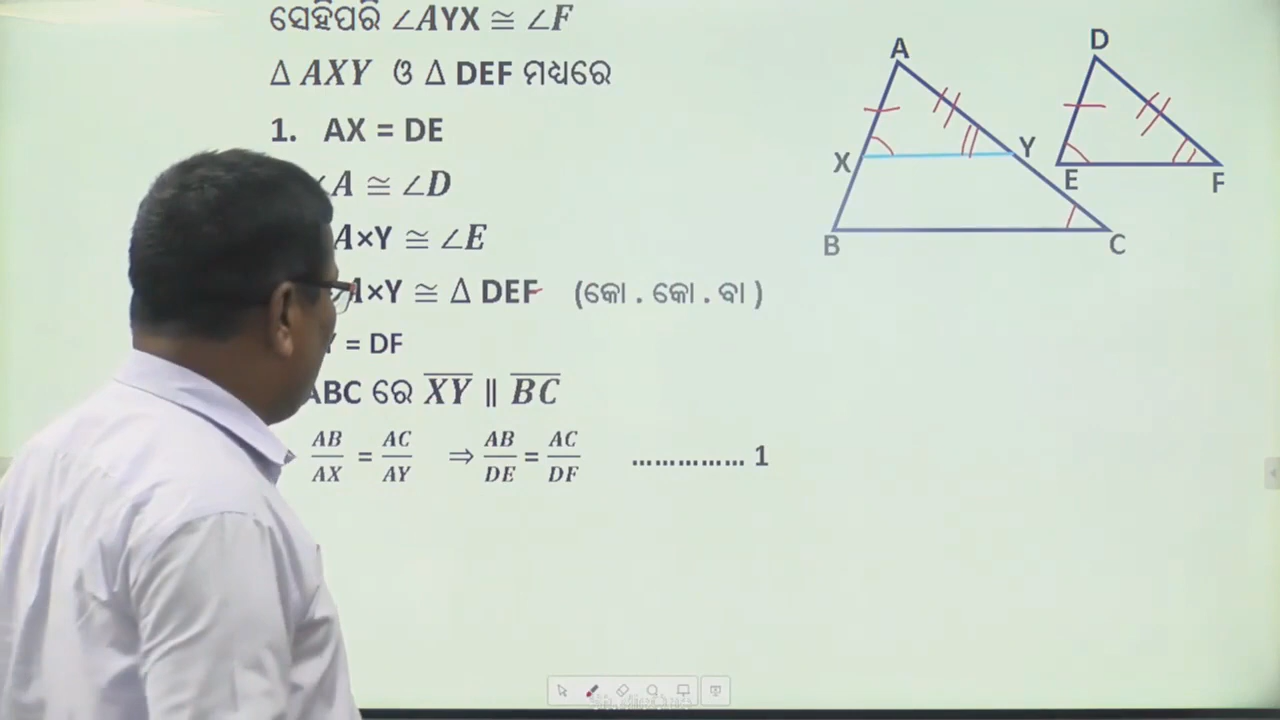 ସେହିପରି ∠AYX ≅ ∠F
Δ AXY ଓ Δ DEF ମଧ୍ୟରେ
1. AX = DE
∠A ≅ ∠D
A×Y ≅ ∠E
A×Y ≅ Δ DEF (କୋ . କୋ . ବା )
Y = DF
ABC ରେ XY ∥ BC
AB/AX = AC/AY ⇒ AB/DE = AC/DF ............... 1
A
D
X
Y
E
F
B
C